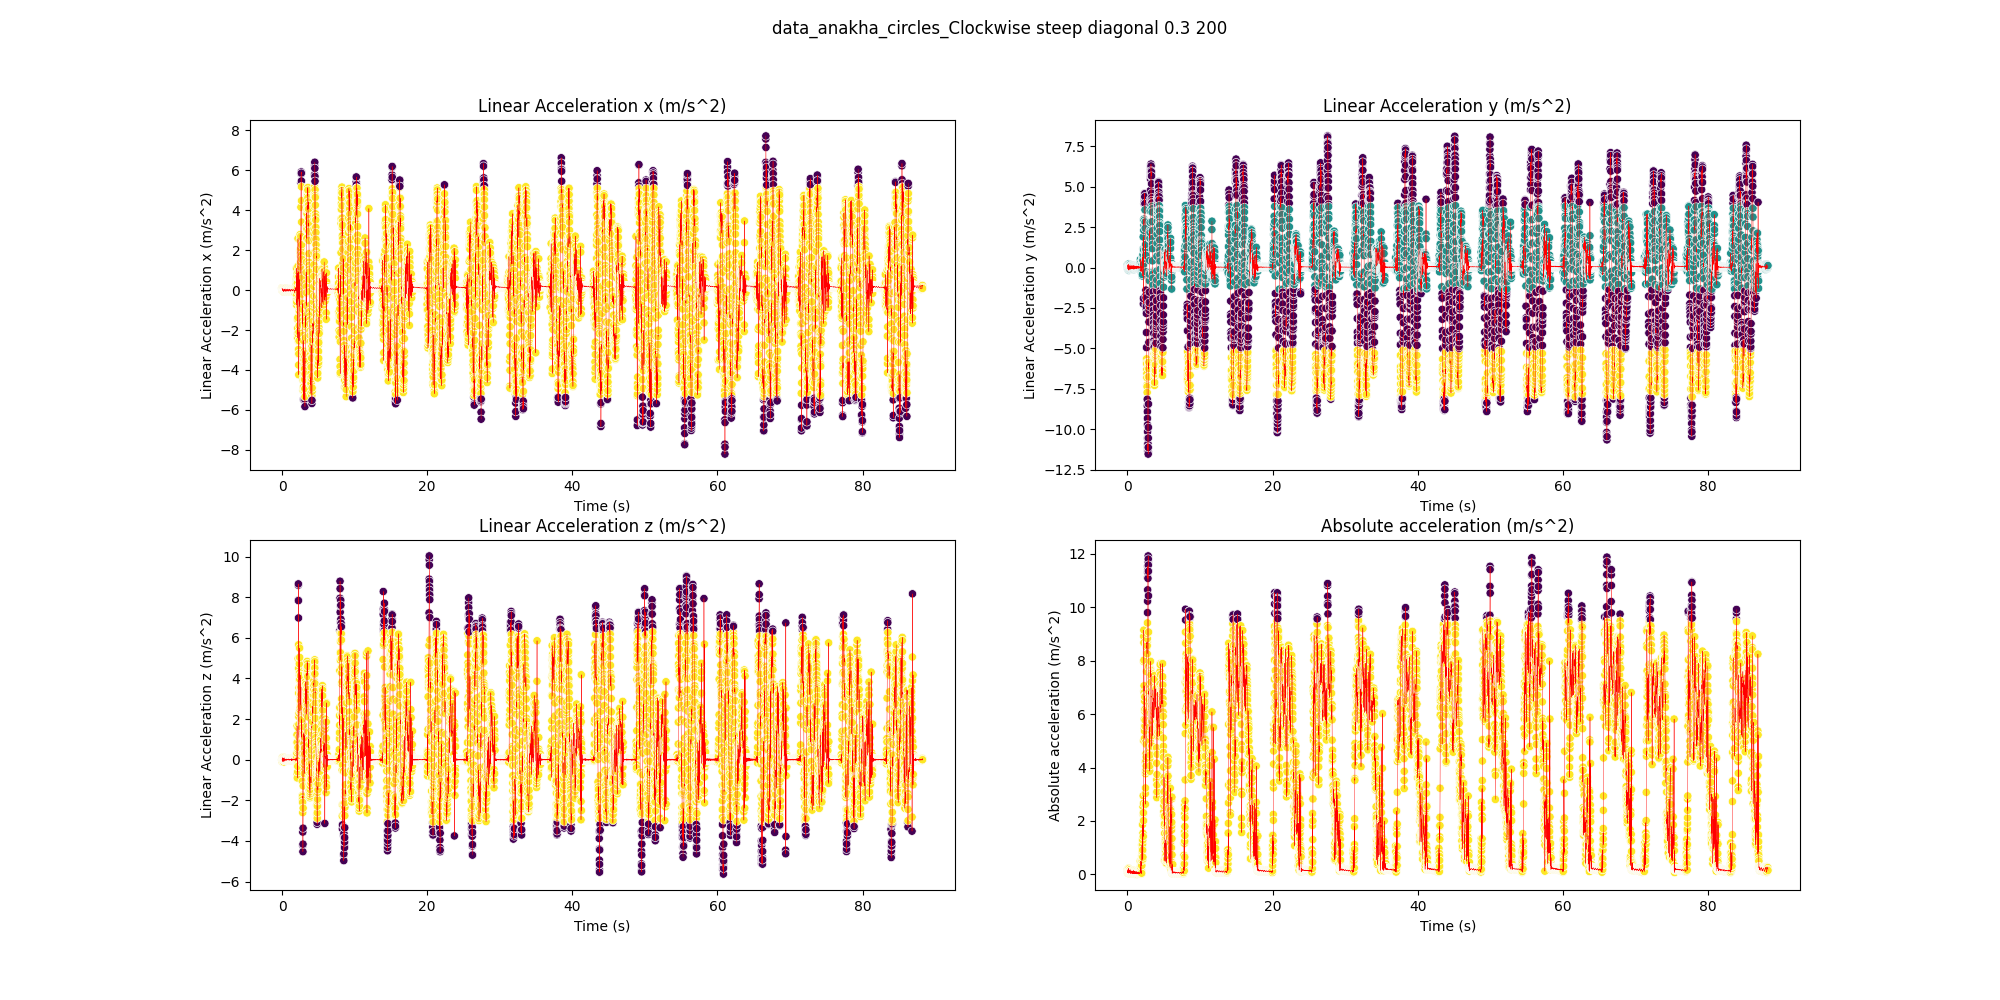 data_anakha_circles_Clockwise steep diagonal 0.3 200
Linear Acceleration x (m/s^2)
Linear Acceleration x (m/s^2)
8
6
4
2
0
−2
−4
−6
−8
0 20 40 60 80
Time (s)
Linear Acceleration y (m/s^2)
Linear Acceleration y (m/s^2)
7.5
5.0
2.5
0.0
−2.5
−5.0
−7.5
−10.0
−12.5
0 20 40 60 80
Time (s)
Linear Acceleration z (m/s^2)
Linear Acceleration z (m/s^2)
10
8
6
4
2
0
−2
−4
−6
0 20 40 60 80
Time (s)
Absolute acceleration (m/s^2)
Absolute acceleration (m/s^2)
12
10
8
6
4
2
0
0 20 40 60 80
Time (s)